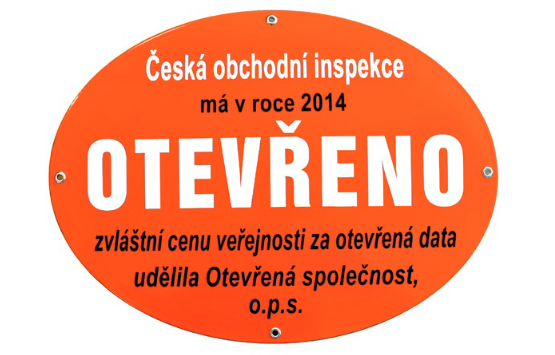 Česká obchodní inspekce
má v roce 2014
OTEVŘENO
zvláštní cenu veřejnosti za otevřená data
udělila Otevřená společnost,
o.p.s.